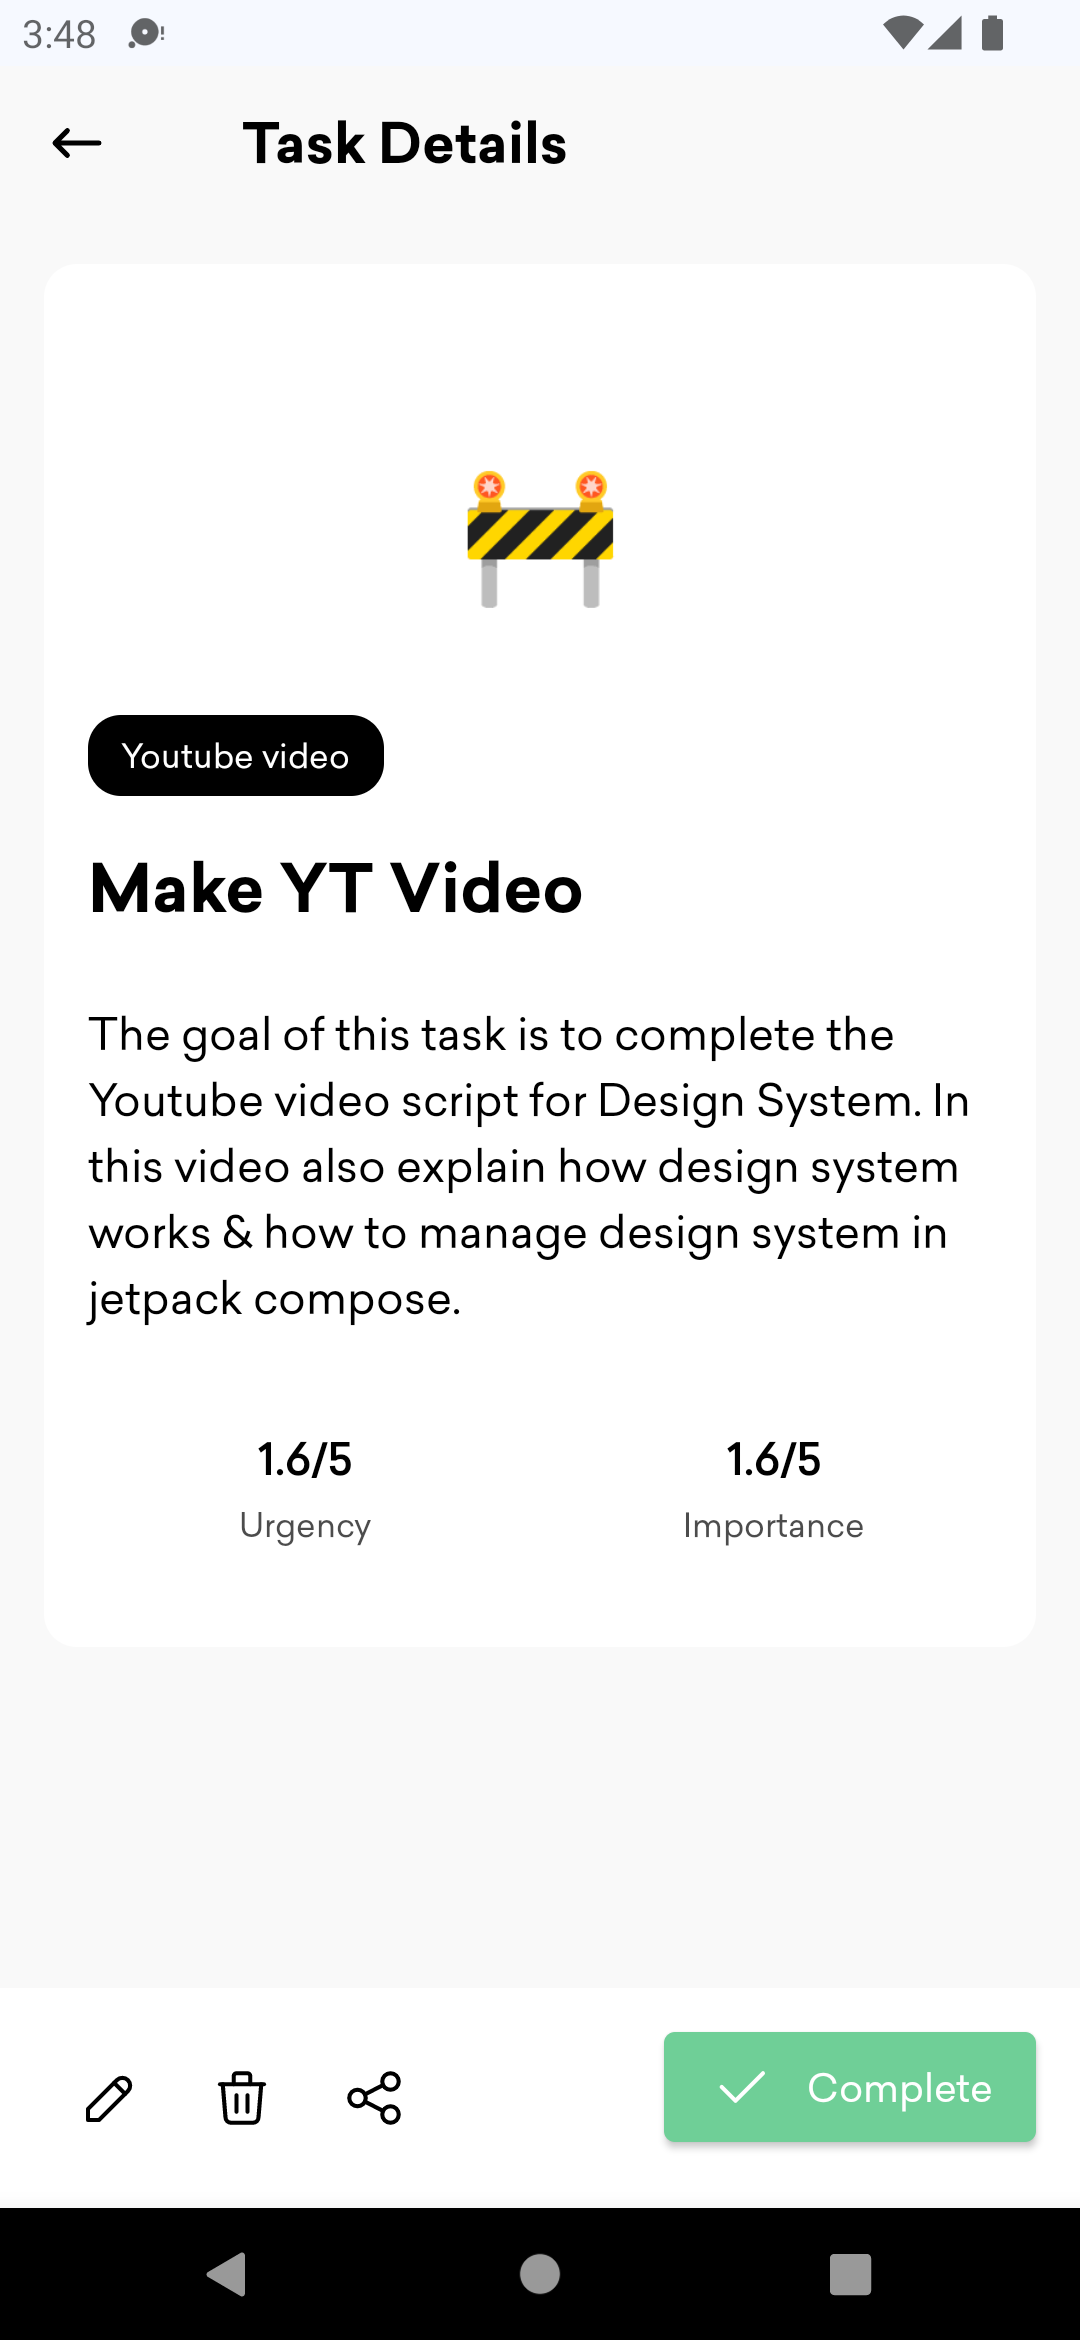 3:48
Task Details
Youtube video
Make YT Video
The goal of this task is to complete the
Youtube video script for Design System. In
this video also explain how design system
works & how to manage design system in
jetpack compose.
1.6/5
Urgency
1.6/5
Importance
Complete